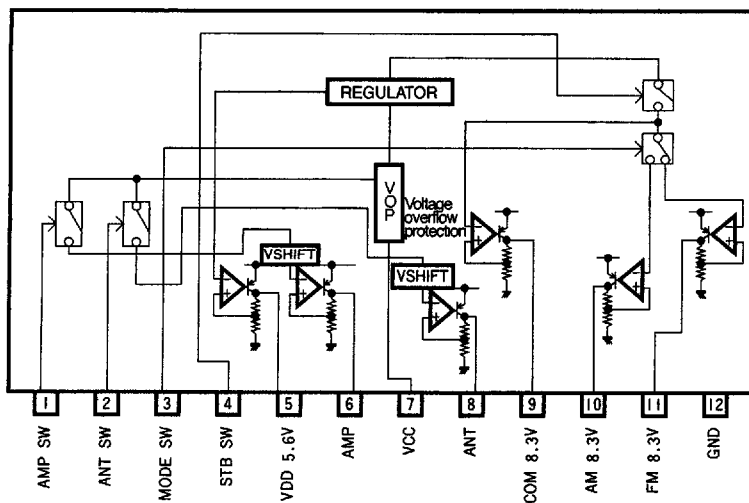 REGULATOR
VOP
Voltage
overflow
protection
VSHIFT
VSHIFT
1
2
3
4
5
6
7
8
9
10
11
12
AMP SW
ANT SW
MODE SW
STB SW
VDD 5.6V
AMP
VCC
ANT
COM 8.3V
AM 8.3V
FM 8.3V
GND